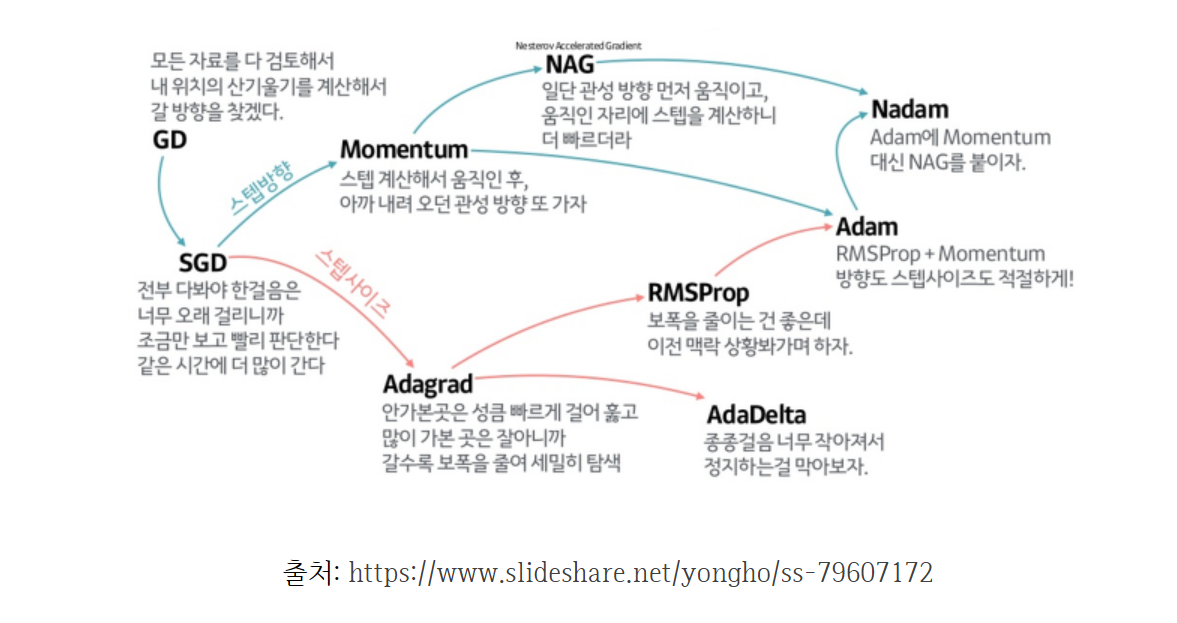 모든 자료를 다 검토해서
내 위치의 산기울기를 계산해서
갈 방향을 찾겠다.
GD
스텝방향
SGD
전부 다봐야 한걸음은
너무 오래 걸리니까
조금만 보고 빨리 판단한다
같은 시간에 더 많이 간다
Momentum
스텝 계산해서 움직인 후,
아까 내려 오던 관성 방향 또 가자
Nesterov Accelerated Gradient
NAG
일단 관성 방향 먼저 움직이고,
움직인 자리에 스텝을 계산하니
더 빠르더라
Nadam
Adam에 Momentum
대신 NAG를 붙이자.
Adam
RMSProp + Momentum
방향도 스텝사이즈도 적절하게!
스텝사이즈
Adagrad
안가본곳은 성큼 빠르게 걸어 훓고
많이 가본 곳은 잘아니까
갈수록 보폭을 줄여 세밀히 탐색
RMSProp
보폭을 줄이는 건 좋은데
이전 맥락 상황봐가며 하자.
AdaDelta
종종걸음 너무 작아져서
정지하는걸 막아보자.
출처: https://www.slideshare.net/yongho/ss-79607172